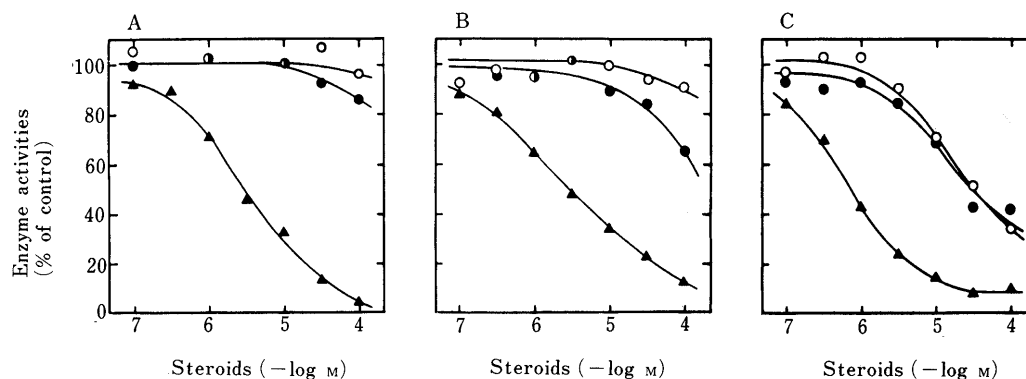 A B C
100
80
60
40
20
0
Enzyme activities
(% of control)
7 6 5 4 7 6 5 4 7 6 5 4
Steroids (−log M) Steroids (−log M) Steroids (−log M)